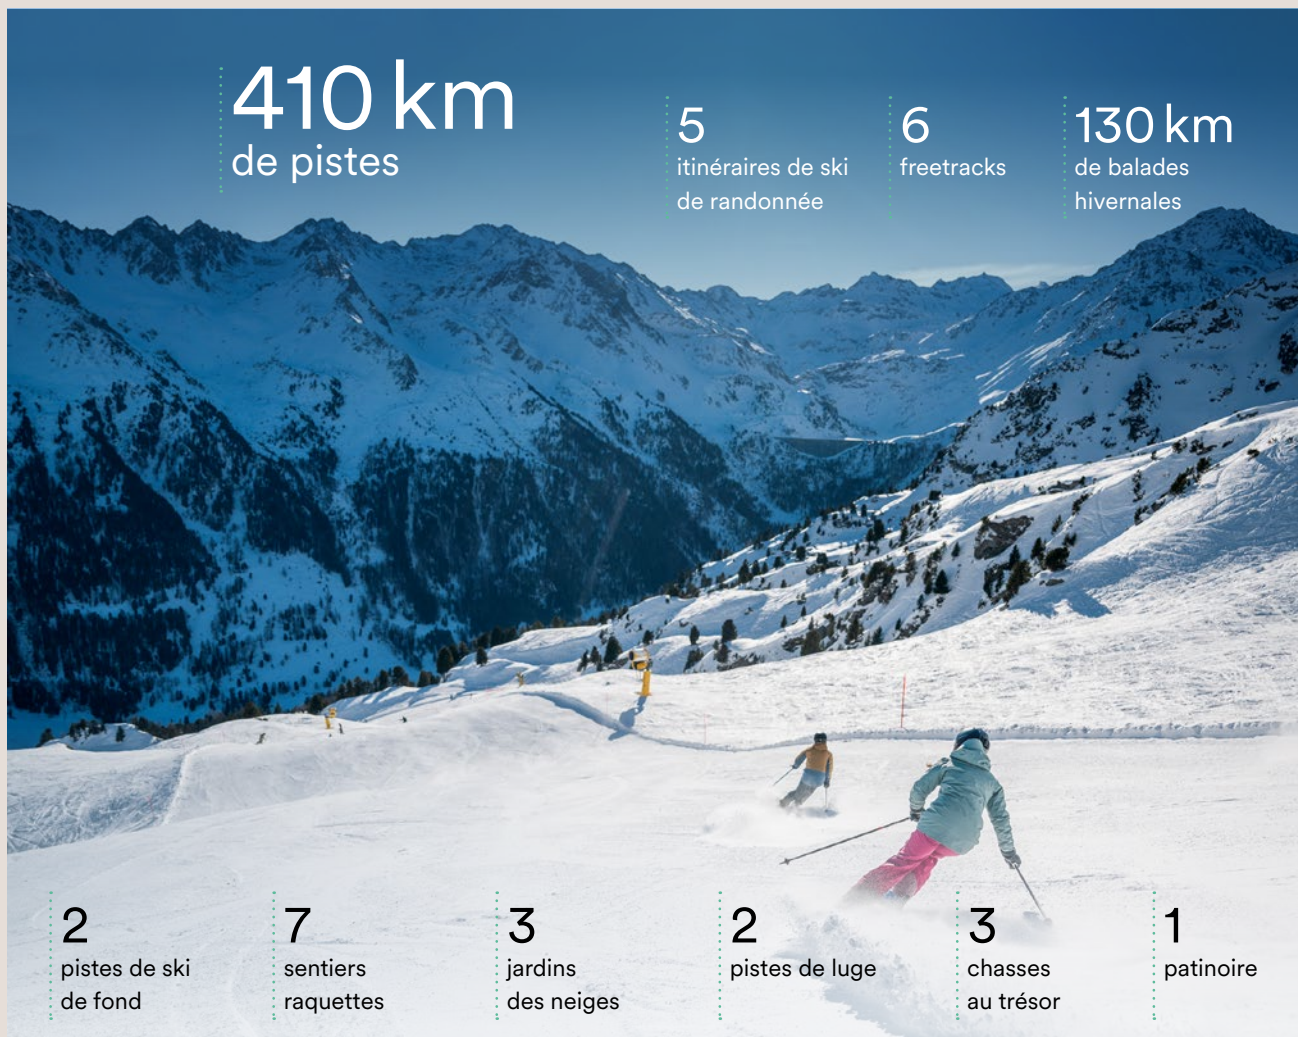 410 km
de pistes
5
itinéraires de ski
de randonnée
6
freetracks
130 km
de balades
hivernales
2
pistes de ski
de fond
7
sentiers
raquettes
3
jardins
des neiges
2
pistes de luge
3
chasses
au trésor
1
patinoire